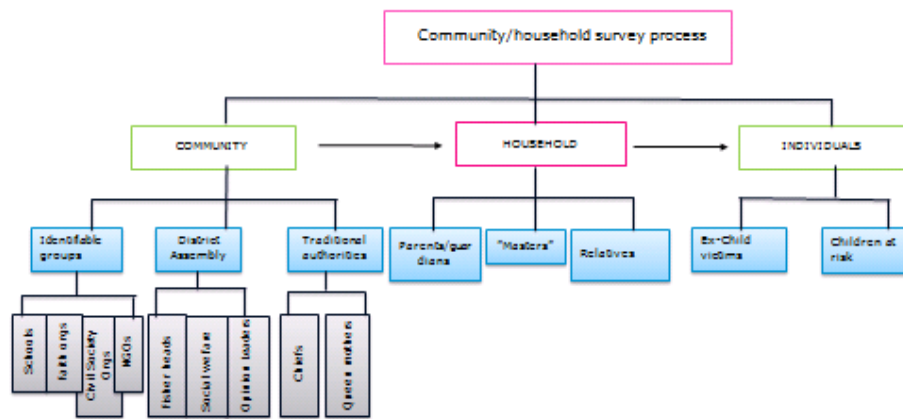 Community/household survey process
COMMUNITY
HOUSEHOLD
INDIVIDUALS
Identifiable
groups
District
Assembly
Traditional
authorities
Parents/guar
dians
"Masters"
Relatives
Ex-Child
victims
Children at
risk
Schools
faith orgs
Civil Society
Orgs
NGOs
Fisher heads
Social welfare
Opinion leaders
Chiefs
Queen mothers